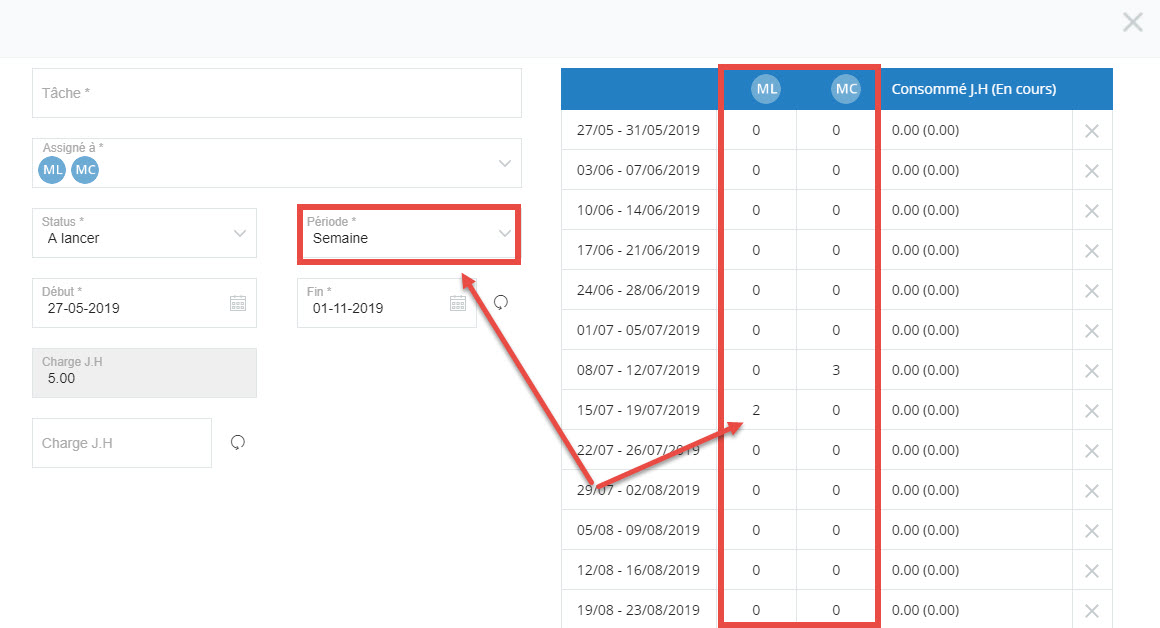 Tâche *
Assigné á *
ML MC
Status *
A lancer
Période *
Semaine
Début *
27-05-2019
Fin *
01-11-2019
Charge J.H
5.00
Charge J.H
ML MC Consommé J.H (En cours)
27/05 - 31/05/2019 0 0 0.00 (0.00)
03/06 - 07/06/2019 0 0 0.00 (0.00)
10/06 - 14/06/2019 0 0 0.00 (0.00)
17/06 - 21/06/2019 0 0 0.00 (0.00)
24/06 - 28/06/2019 0 0 0.00 (0.00)
01/07 - 05/07/2019 0 0 0.00 (0.00)
08/07 - 12/07/2019 0 3 0.00 (0.00)
15/07 - 19/07/2019 2 0 0.00 (0.00)
22/07 - 26/07/2019 0 0 0.00 (0.00)
29/07 - 02/08/2019 0 0 0.00 (0.00)
05/08 - 09/08/2019 0 0 0.00 (0.00)
12/08 - 16/08/2019 0 0 0.00 (0.00)
19/08 - 23/08/2019 0 0 0.00 (0.00)